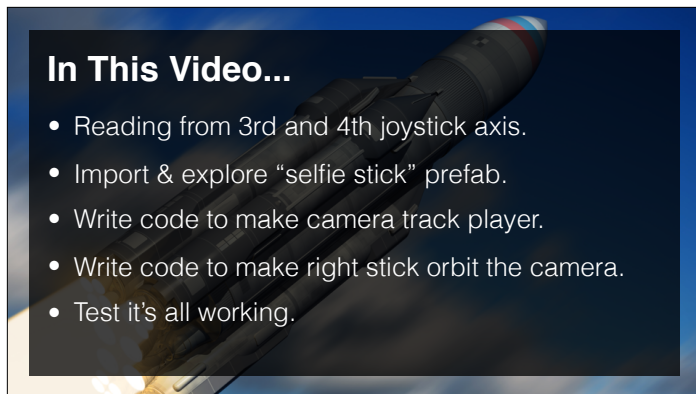 In This Video...
• Reading from 3rd and 4th joystick axis.
• Import & explore “selfie stick” prefab.
• Write code to make camera track player.
• Write code to make right stick orbit the camera.
• Test it’s all working.